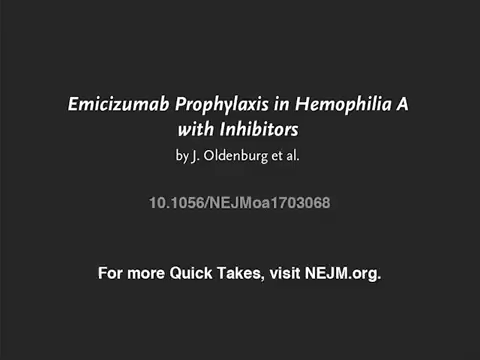 Emicizumab Prophylaxis in Hemophilia A
with Inhibitors
by J. Oldenburg et al.
10.1056/NEJMoa1703068
For more Quick Takes, visit NEJM.org.